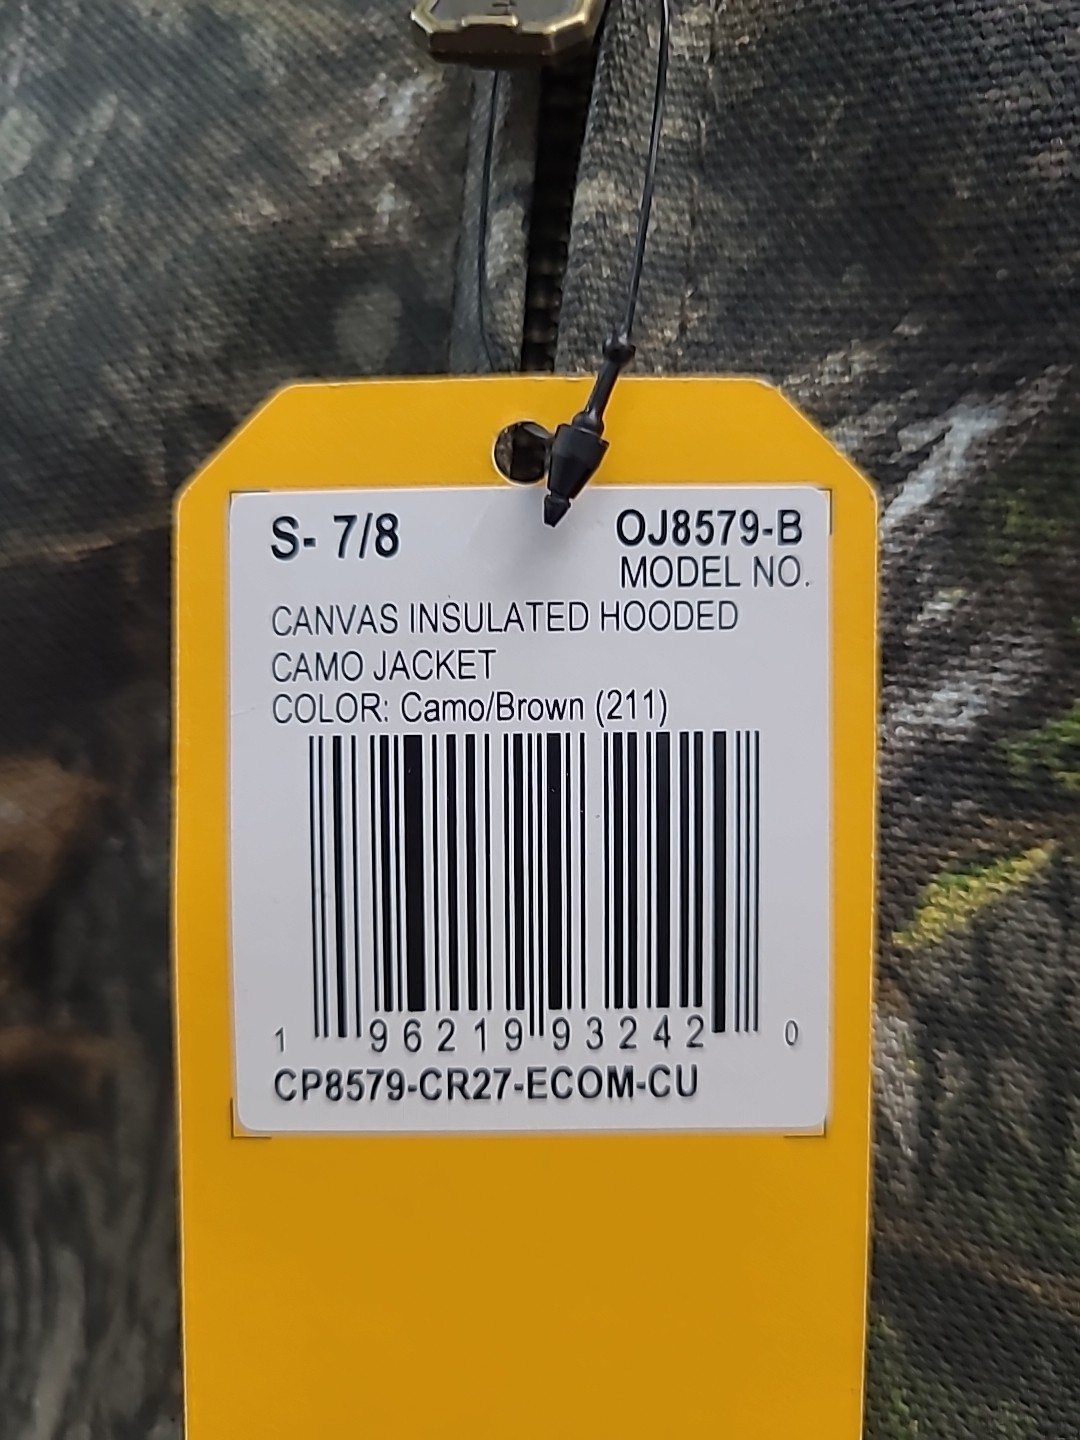 S- 7/8 OJ8579-B
MODEL NO.
CANVAS INSULATED HOODED
CAMO JACKET
COLOR: Camo/Brown (211)
1 96219 93242 0
CP8579-CR27-ECOM-CU